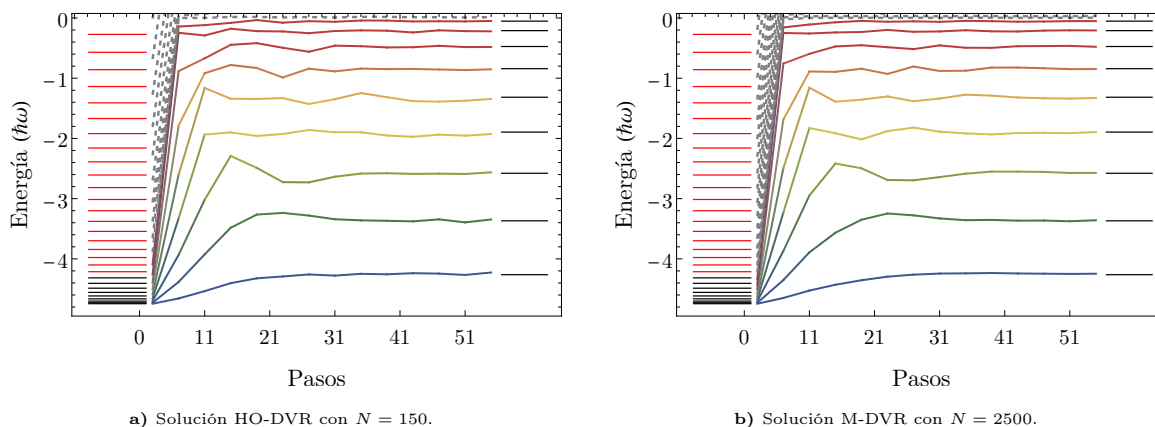 0
−1
−2
−3
−4
Energía (ℏω)
0 11 21 31 41 51
Pasos
a) Solución HO-DVR con N = 150.
0
−1
−2
−3
−4
Energía (ℏω)
0 11 21 31 41 51
Pasos
b) Solución M-DVR con N = 2500.